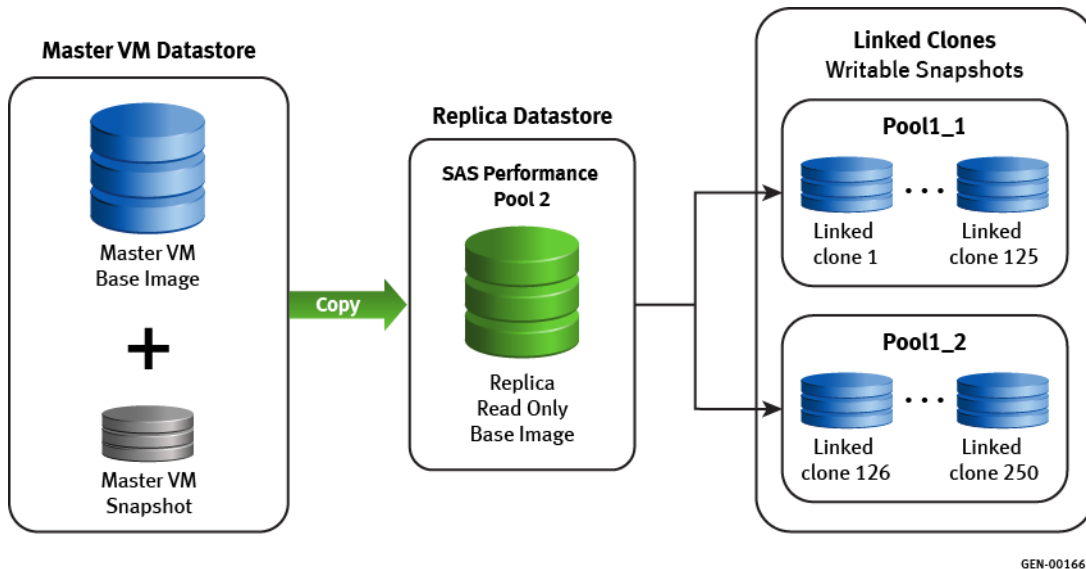 Master VM Datastore
Master VM
Base Image
+
Master VM
Snapshot
Copy
Replica Datastore
SAS Performance
Pool 2
Replica
Read Only
Base Image
Linked Clones
Writable Snapshots
Pool1_1
Linked
clone 1
...
Linked
clone 125
Pool1_2
Linked
clone 126
...
Linked
clone 250
GEN-00166